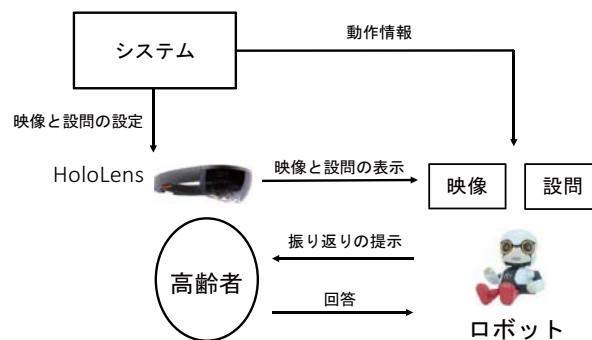 システム
動作情報
映像と設問の設定
HoloLens
映像と設問の表示
映像
設問
振り返りの提示
高齢者
回答
ロボット